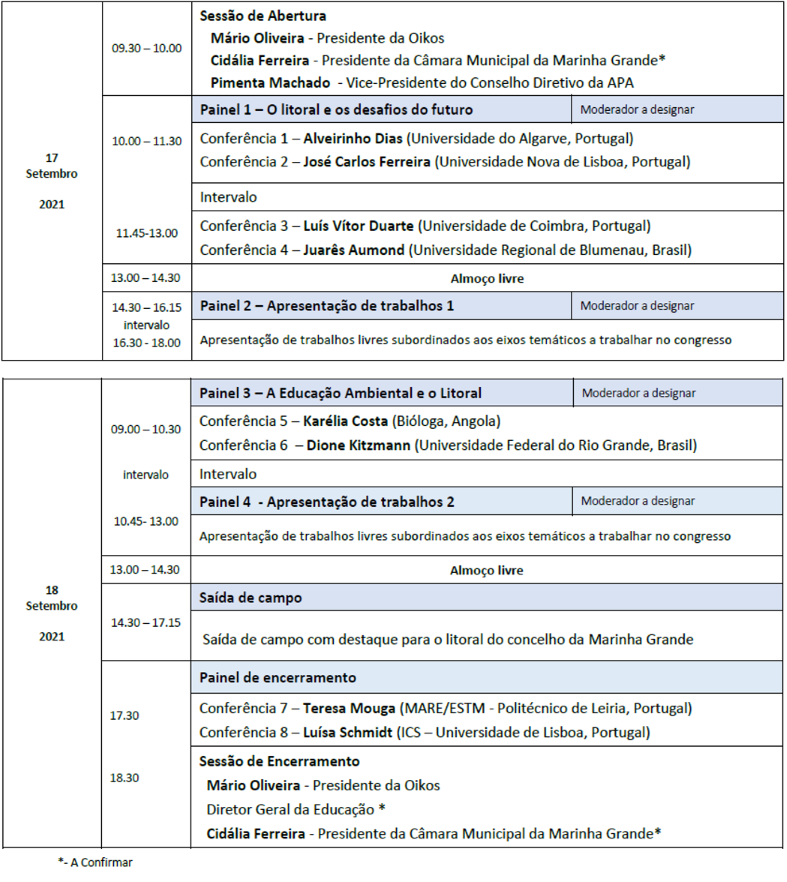 17
Setembro
2021
09.30 – 10.00
Sessão de Abertura
Mário Oliveira - Presidente da Oikos
Cidália Ferreira - Presidente da Câmara Municipal da Marinha Grande*
Pimenta Machado - Vice-Presidente do Conselho Diretivo da APA
10.00 – 11.30
Painel 1 – O litoral e os desafios do futuro
Moderador a designar
Conferência 1 – Alveirinho Dias (Universidade do Algarve, Portugal)
Conferência 2 – José Carlos Ferreira (Universidade Nova de Lisboa, Portugal)
Intervalo
11.45-13.00
Conferência 3 – Luís Vítor Duarte (Universidade de Coimbra, Portugal)
Conferência 4 – Juarês Aumond (Universidade Regional de Blumenau, Brasil)
13.00 – 14.30
Almoço livre
14.30 – 16.15
intervalo
16.30 - 18.00
Painel 2 – Apresentação de trabalhos 1
Moderador a designar
Apresentação de trabalhos livres subordinados aos eixos temáticos a trabalhar no congresso
18
Setembro
2021
09.00 – 10.30
Painel 3 – A Educação Ambiental e o Litoral
Moderador a designar
Conferência 5 – Karélia Costa (Bióloga, Angola)
Conferência 6 – Dione Kitzmann (Universidade Federal do Rio Grande, Brasil)
intervalo
Intervalo
10.45- 13.00
Painel 4 - Apresentação de trabalhos 2
Moderador a designar
Apresentação de trabalhos livres subordinados aos eixos temáticos a trabalhar no congresso
13.00 – 14.30
Almoço livre
14.30 – 17.15
Saída de campo
Saída de campo com destaque para o litoral do concelho da Marinha Grande
17.30
Painel de encerramento
Conferência 7 – Teresa Mouga (MARE/ESTM - Politécnico de Leiria, Portugal)
Conferência 8 – Luísa Schmidt (ICS – Universidade de Lisboa, Portugal)
18.30
Sessão de Encerramento
Mário Oliveira - Presidente da Oikos
Diretor Geral da Educação *
Cidália Ferreira - Presidente da Câmara Municipal da Marinha Grande*
*- A Confirmar